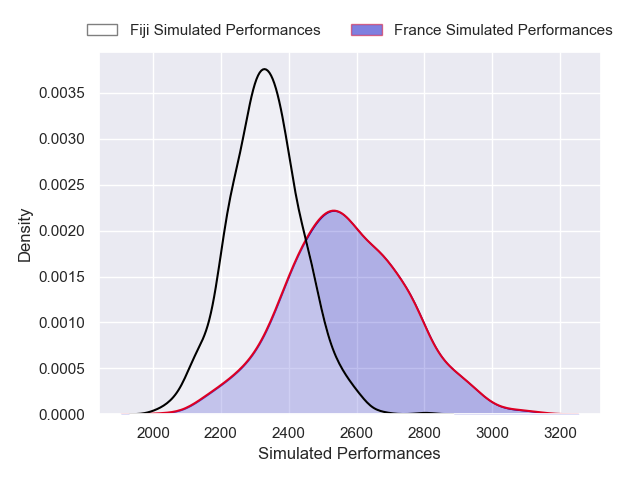 Fiji Simulated Performances France Simulated Performances
0.0035
0.0030
0.0025
0.0020
0.0015
0.0010
0.0005
0.0000
Density
2000 2200 2400 2600 2800 3000 3200
Simulated Performances